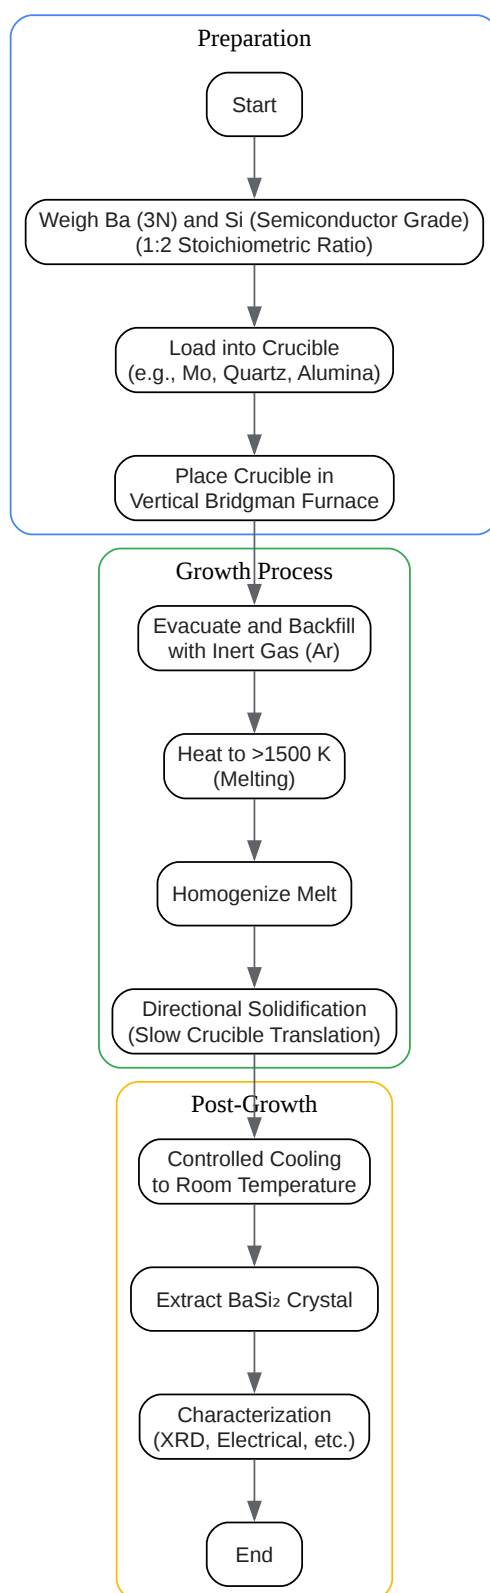 Preparation
Start
Weigh Ba (3N) and Si (Semiconductor Grade)
(1:2 Stoichiometric Ratio)
Load into Crucible
(e.g., Mo, Quartz, Alumina)
Place Crucible in
Vertical Bridgman Furnace
Growth Process
Evacuate and Backfill
with Inert Gas (Ar)
Heat to >1500 K
(Melting)
Homogenize Melt
Directional Solidification
(Slow Crucible Translation)
Post-Growth
Controlled Cooling
to Room Temperature
Extract BaSi₂ Crystal
Characterization
(XRD, Electrical, etc.)
End